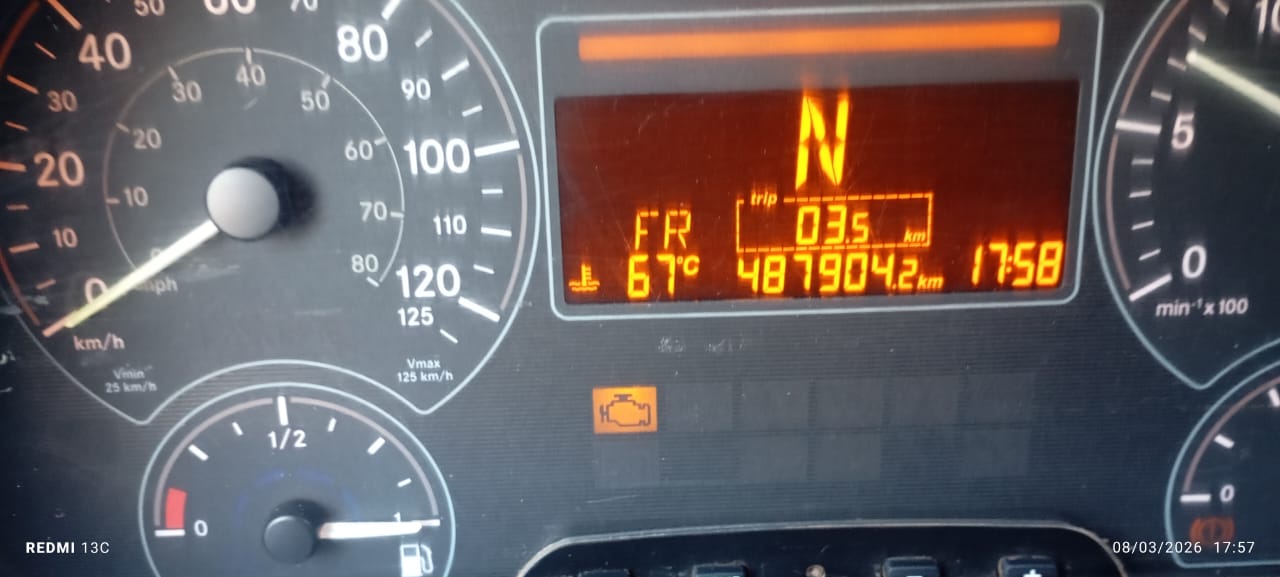 40
50
60
70
80
30
90
20
100
10
110
0
120
125
km/h
Vmin
25 km/h
Vmax
125 km/h
10
20
30
40
50
60
70
80
mph
N
FR
trip
03.5 km
67°C
487904.2 km
17:58
10
5
0
min⁻¹ x 100
0
1/2
1
0
REDMI 13C
08/03/2026 17:57